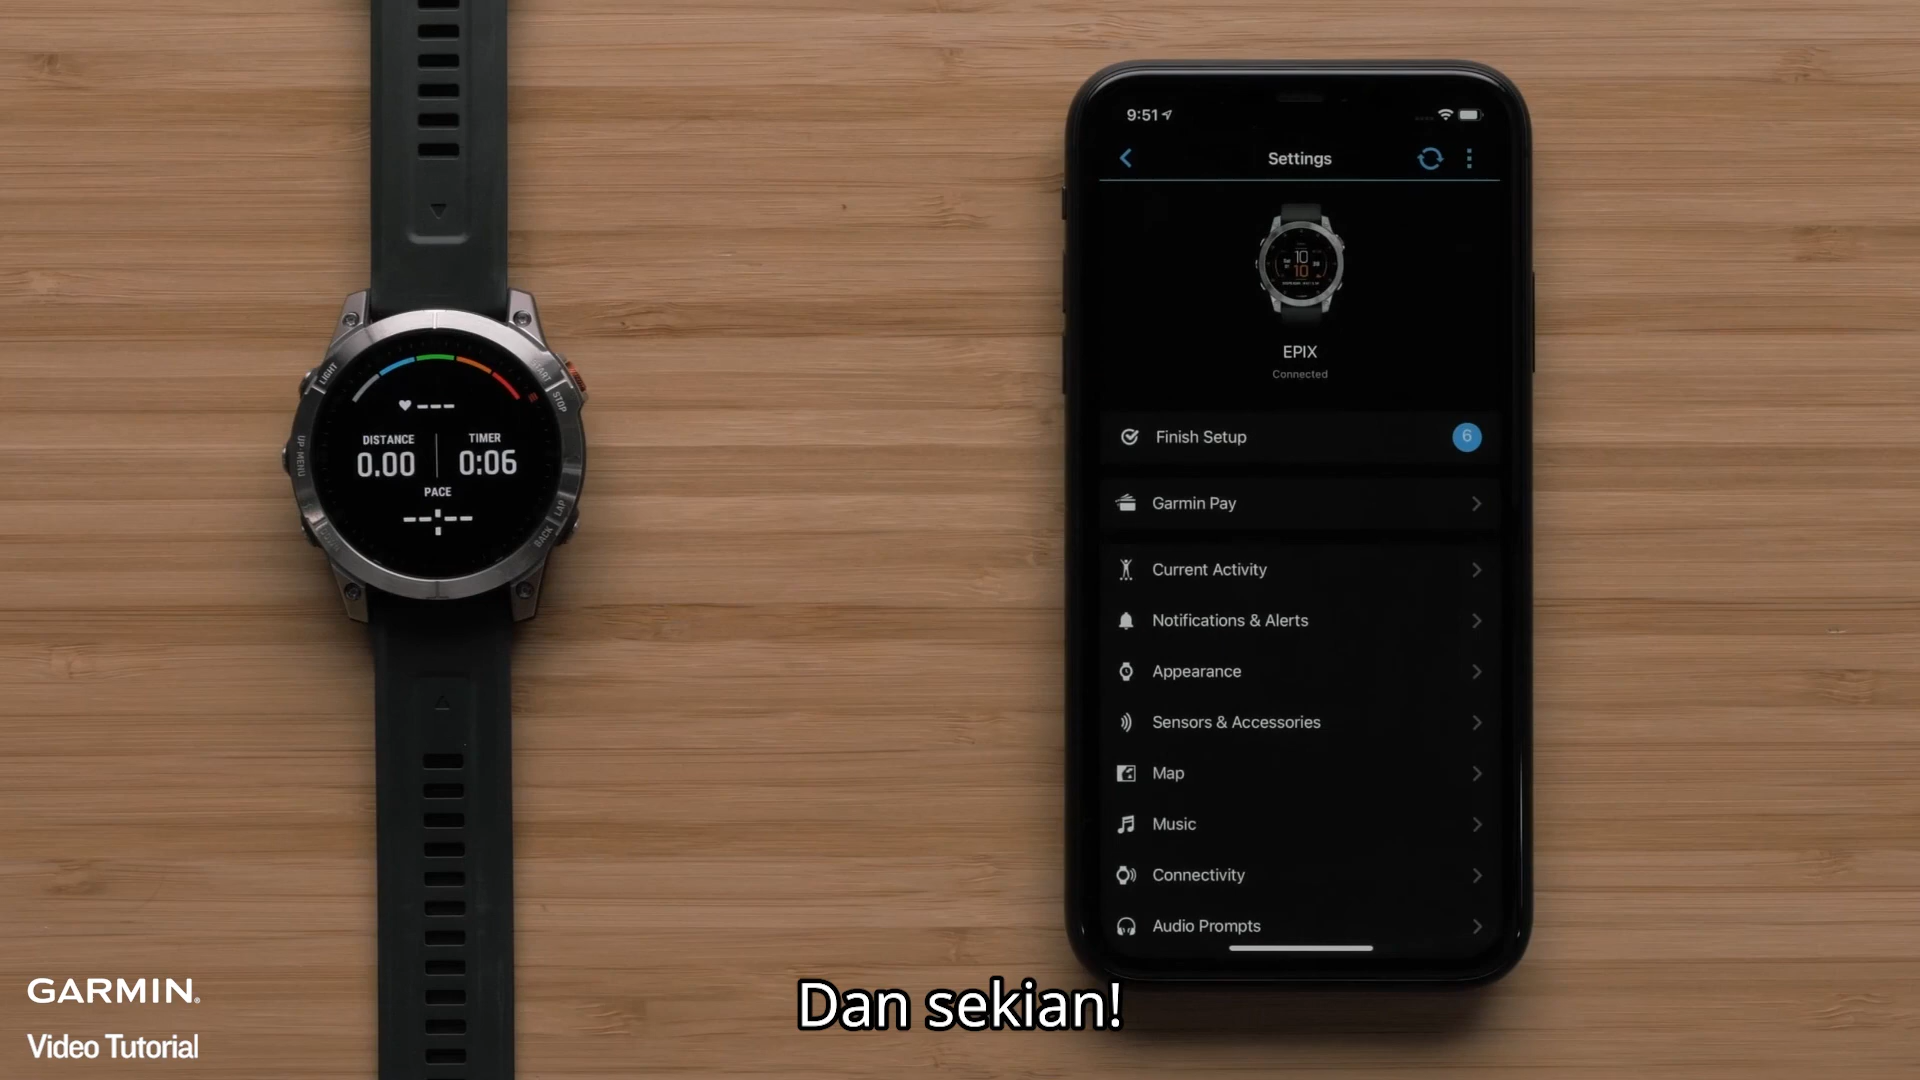 LIGHT
START
STOP
UP·MENU
BACK
LAP
DISTANCE
TIMER
0.00
0:06
PACE
9:51
Settings
10
10
EPIX
Connected
Finish Setup
6
Garmin Pay
Current Activity
Notifications & Alerts
Appearance
Sensors & Accessories
Map
Music
Connectivity
Audio Prompts
Dan sekian!
GARMIN®
Video Tutorial